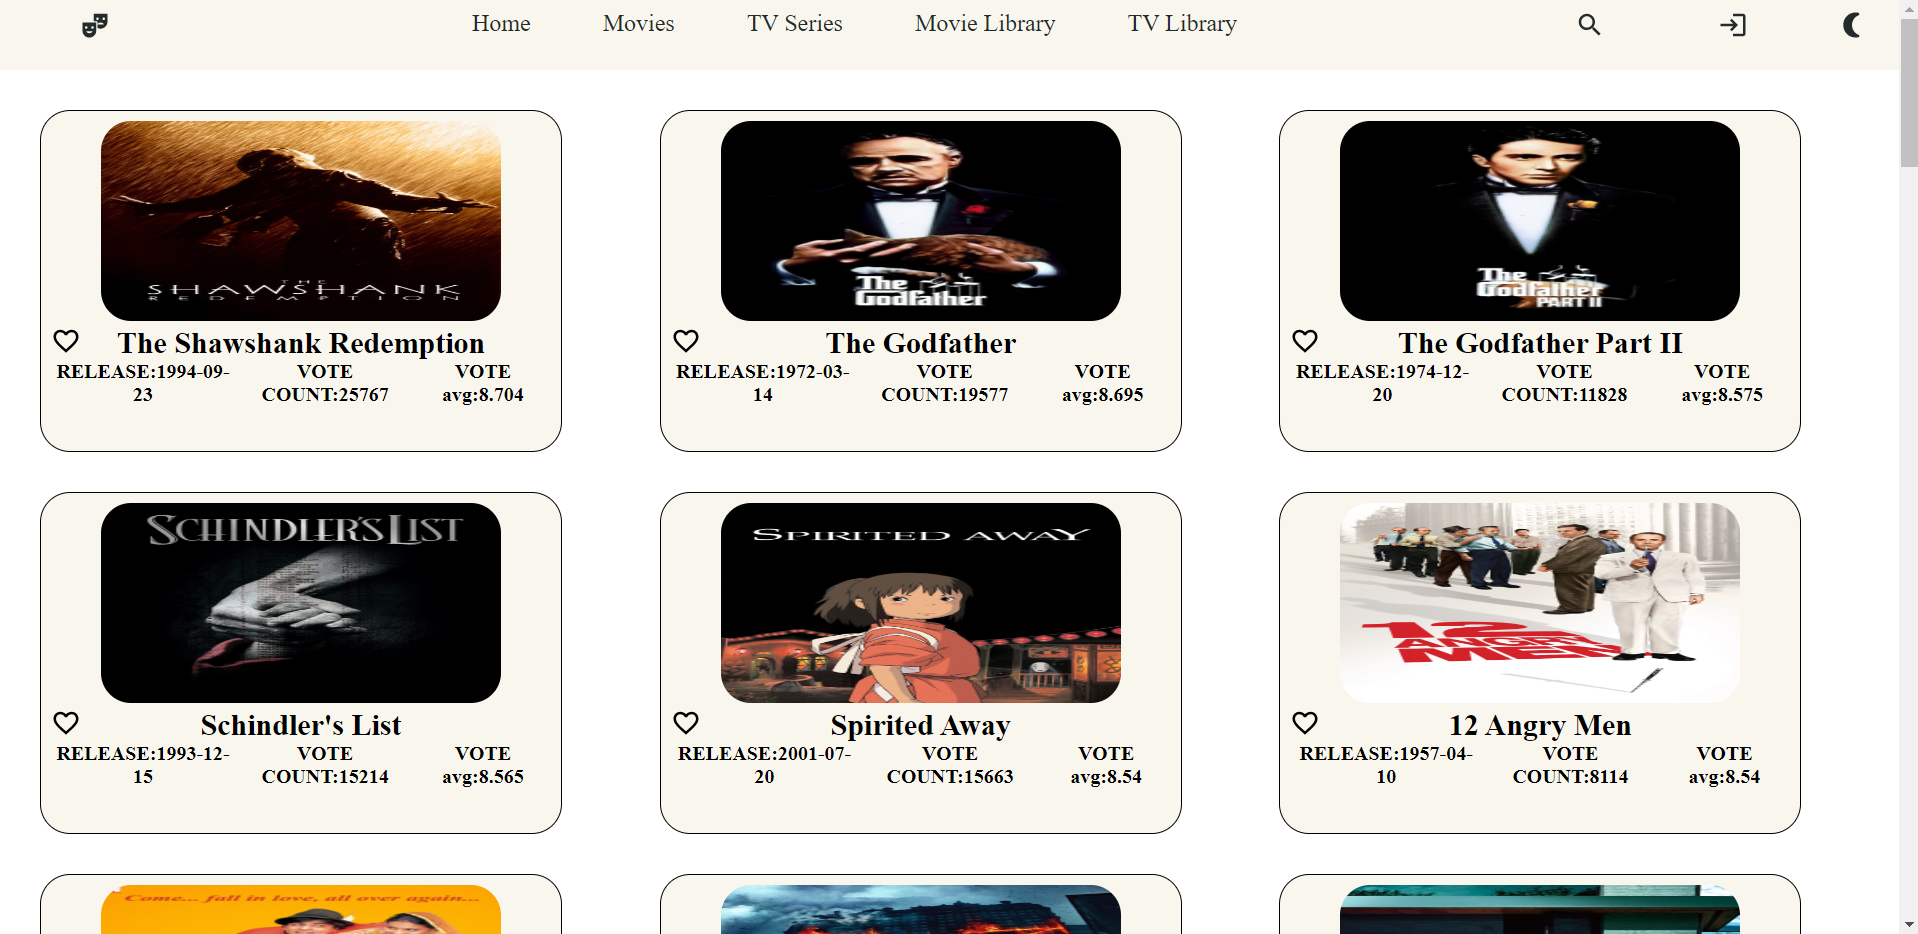 Home Movies TV Series Movie Library TV Library
THE
SHAWSHANK
REDEMPTION
The
Godfather
The
Godfather
PART II
The Shawshank Redemption
RELEASE:1994-09-
23
VOTE
COUNT:25767
VOTE
avg:8.704
The Godfather
RELEASE:1972-03-
14
VOTE
COUNT:19577
VOTE
avg:8.695
The Godfather Part II
RELEASE:1974-12-
20
VOTE
COUNT:11828
VOTE
avg:8.575
SCHINDLER'S LIST
SPIRITED AWAY
12
ANGRY
MEN
Schindler's List
RELEASE:1993-12-
15
VOTE
COUNT:15214
VOTE
avg:8.565
Spirited Away
RELEASE:2001-07-
20
VOTE
COUNT:15663
VOTE
avg:8.54
12 Angry Men
RELEASE:1957-04-
10
VOTE
COUNT:8114
VOTE
avg:8.54
Come... fall in love, all over again...